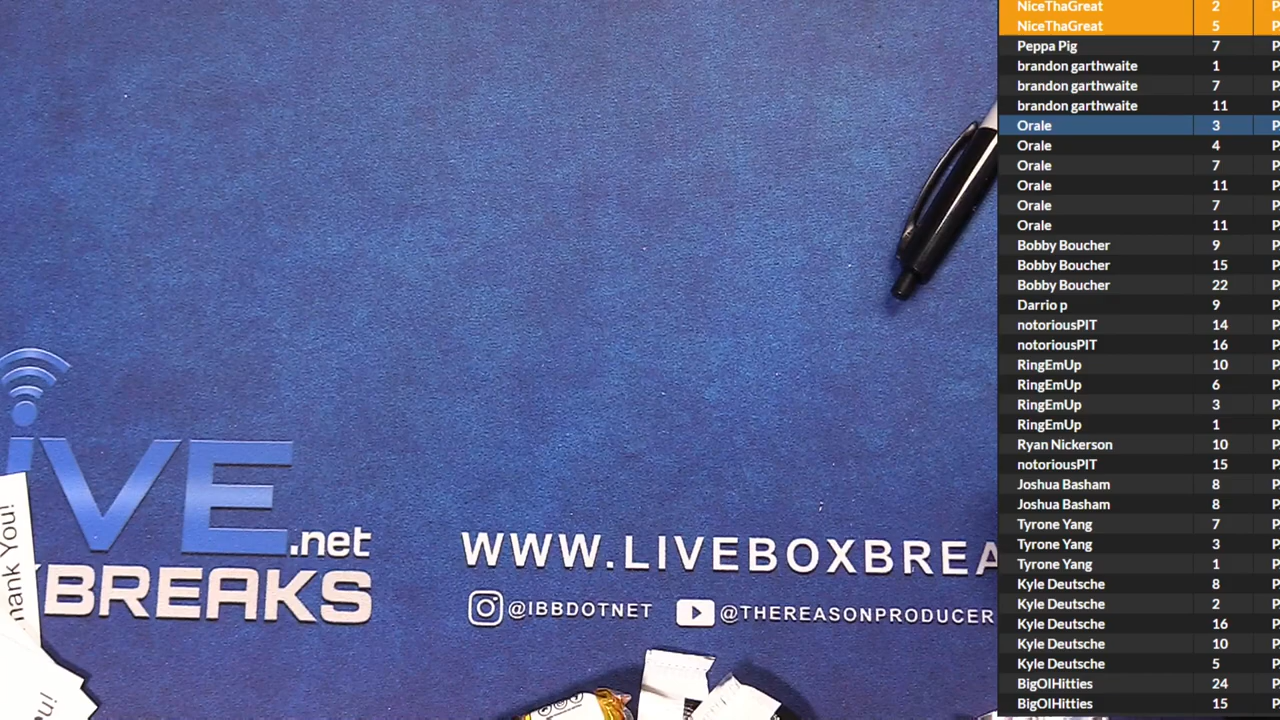 iVE
.net
XBREAKS
WWW.LIVEBOXBREA
@IBBDOTNET @THEREASONPRODUCER
hank You!
ou!
NiceThaGreat 2 P
NiceThaGreat 5 P
Peppa Pig 7 P
brandon garthwaite 1 P
brandon garthwaite 7 P
brandon garthwaite 11 P
Orale 3 P
Orale 4 P
Orale 7 P
Orale 11 P
Orale 7 P
Orale 11 P
Bobby Boucher 9 P
Bobby Boucher 15 P
Bobby Boucher 22 P
Darrio p 9 P
notoriousPIT 14 P
notoriousPIT 16 P
RingEmUp 10 P
RingEmUp 6 P
RingEmUp 3 P
RingEmUp 1 P
Ryan Nickerson 10 P
notoriousPIT 15 P
Joshua Basham 8 P
Joshua Basham 8 P
Tyrone Yang 7 P
Tyrone Yang 3 P
Tyrone Yang 1 P
Kyle Deutsche 8 P
Kyle Deutsche 2 P
Kyle Deutsche 16 P
Kyle Deutsche 10 P
Kyle Deutsche 5 P
BigOlHitties 24 P
BigOlHitties 15 P